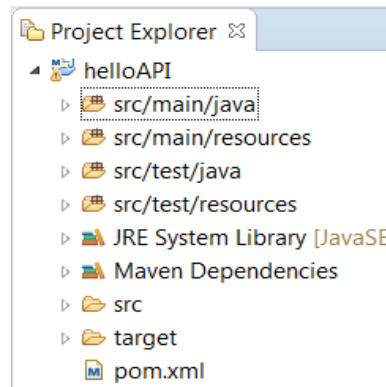 Project Explorer
helloAPI
src/main/java
src/main/resources
src/test/java
src/test/resources
JRE System Library [JavaSE
Maven Dependencies
src
target
pom.xml